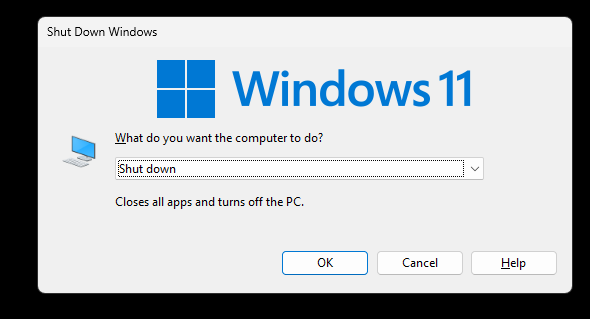 Shut Down Windows
Windows 11
What do you want the computer to do?
Shut down
Closes all apps and turns off the PC.
OK Cancel Help